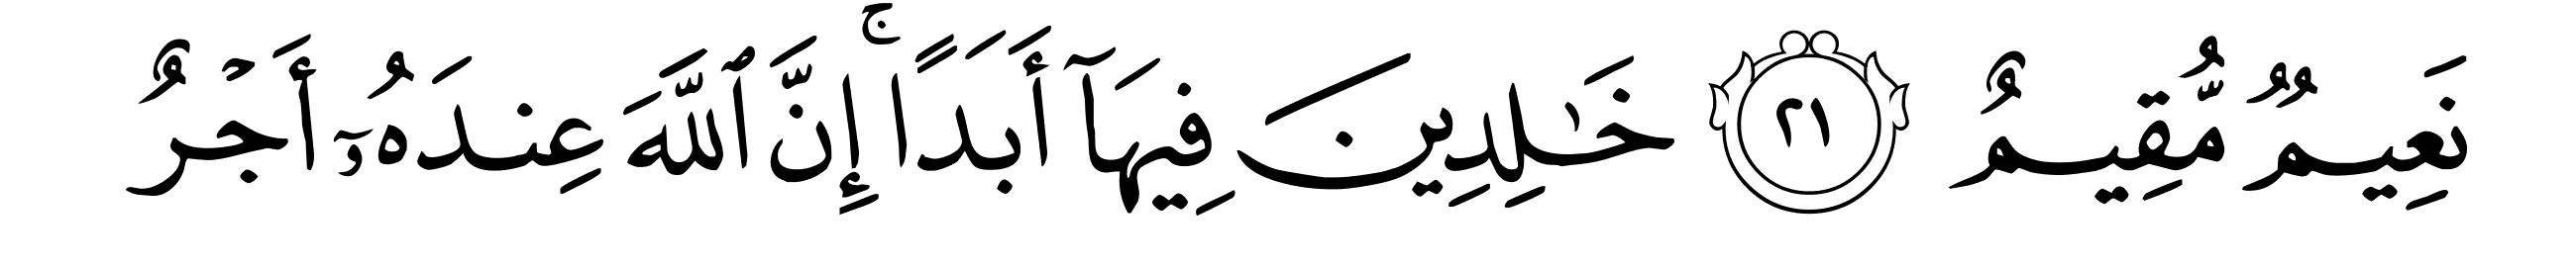 نَعِيمٌ مُّقِيمٌ ٢١ خَٰلِدِينَ فِيهَآ أَبَدًا ۚ إِنَّ ٱللَّهَ عِندَهُۥٓ أَجْرٌ